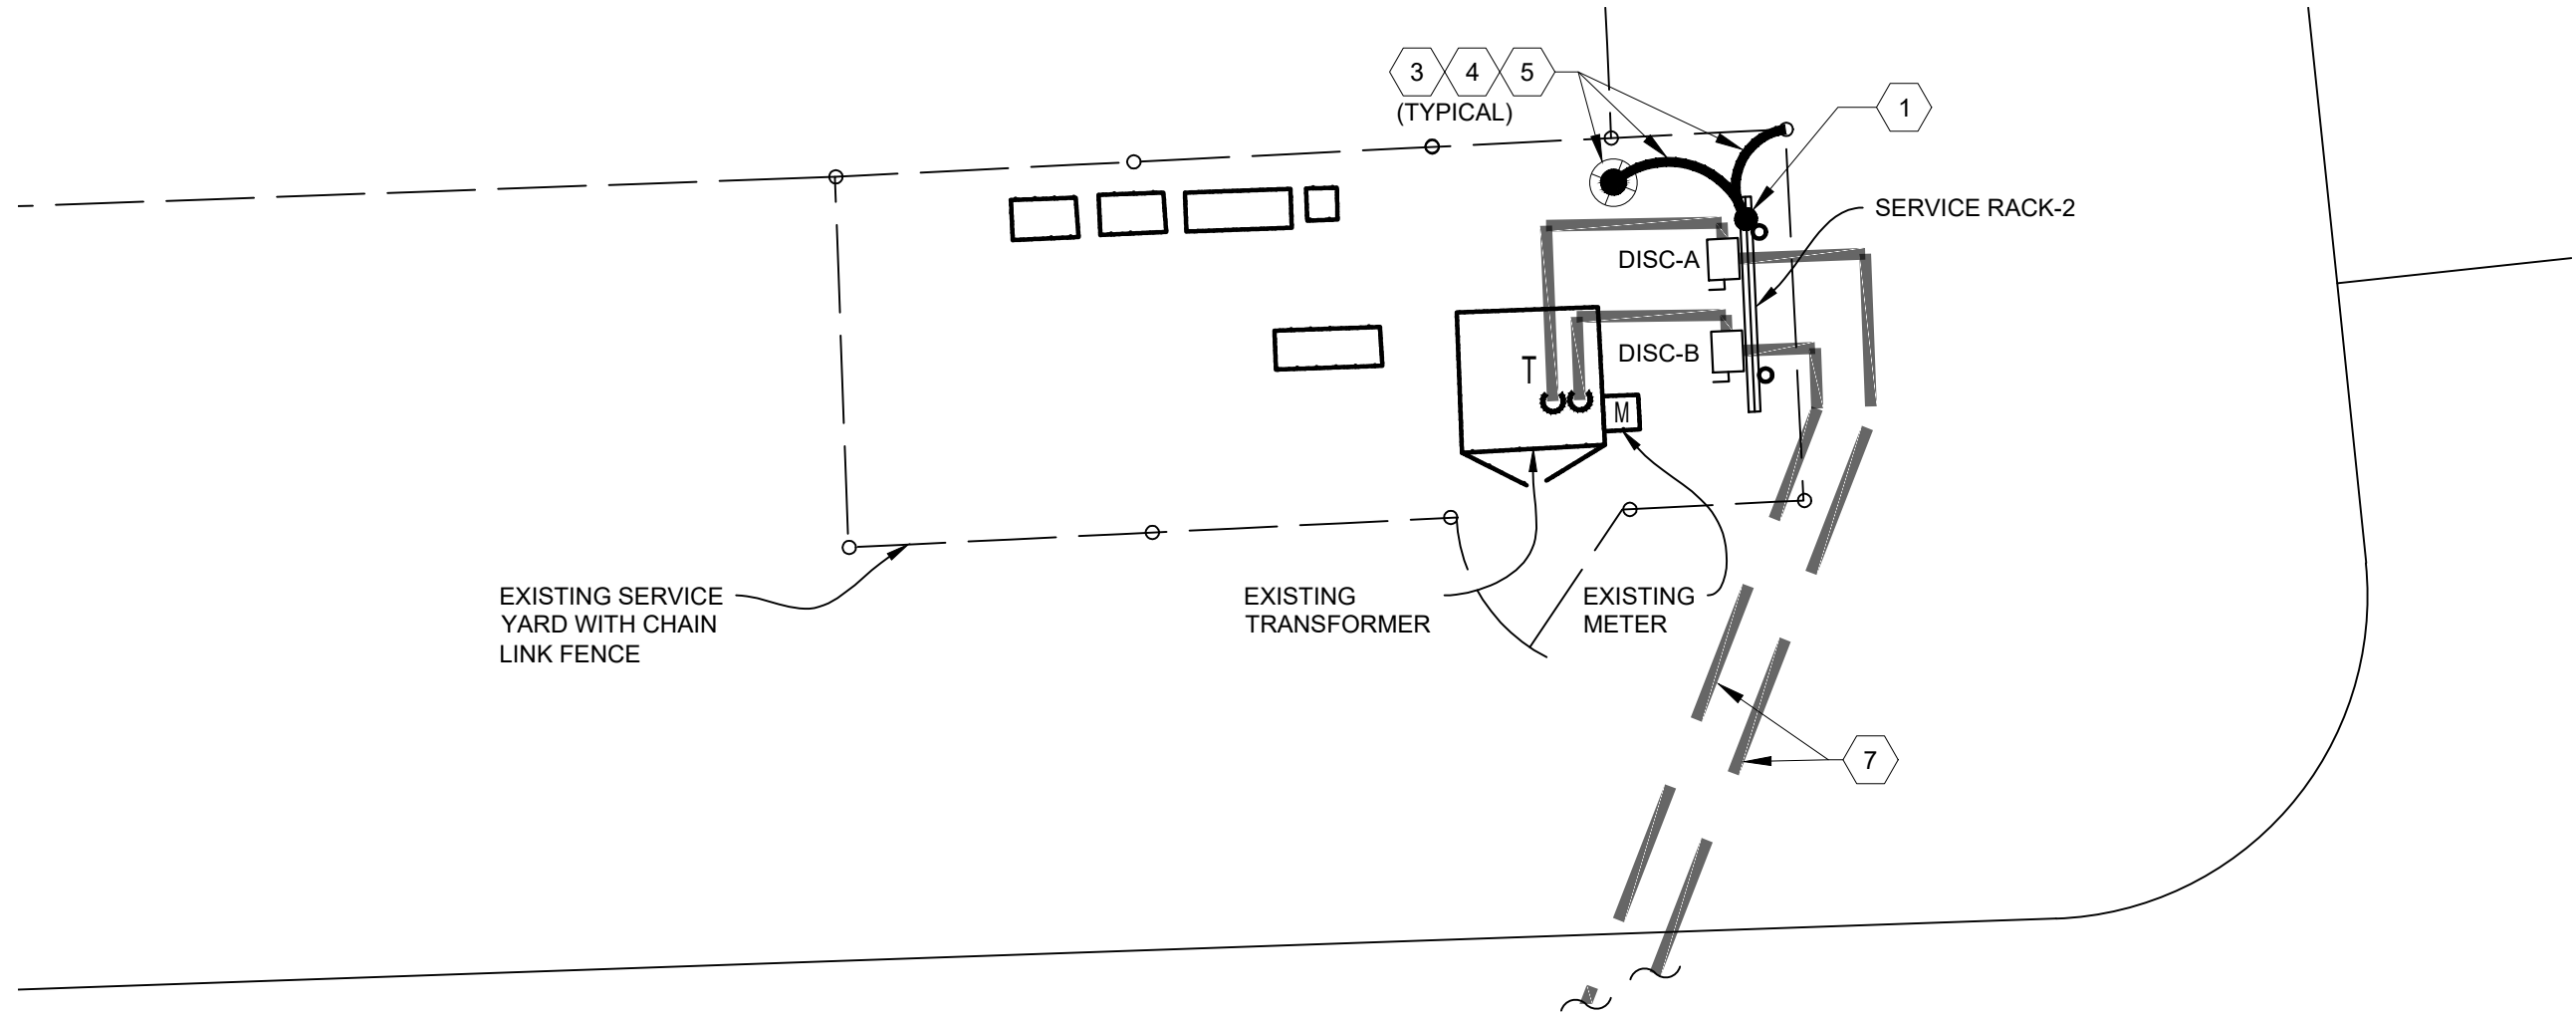 3 4 5
(TYPICAL)
1
SERVICE RACK-2
DISC-A
DISC-B
T
M
EXISTING SERVICE
YARD WITH CHAIN
LINK FENCE
EXISTING
TRANSFORMER
EXISTING
METER
7